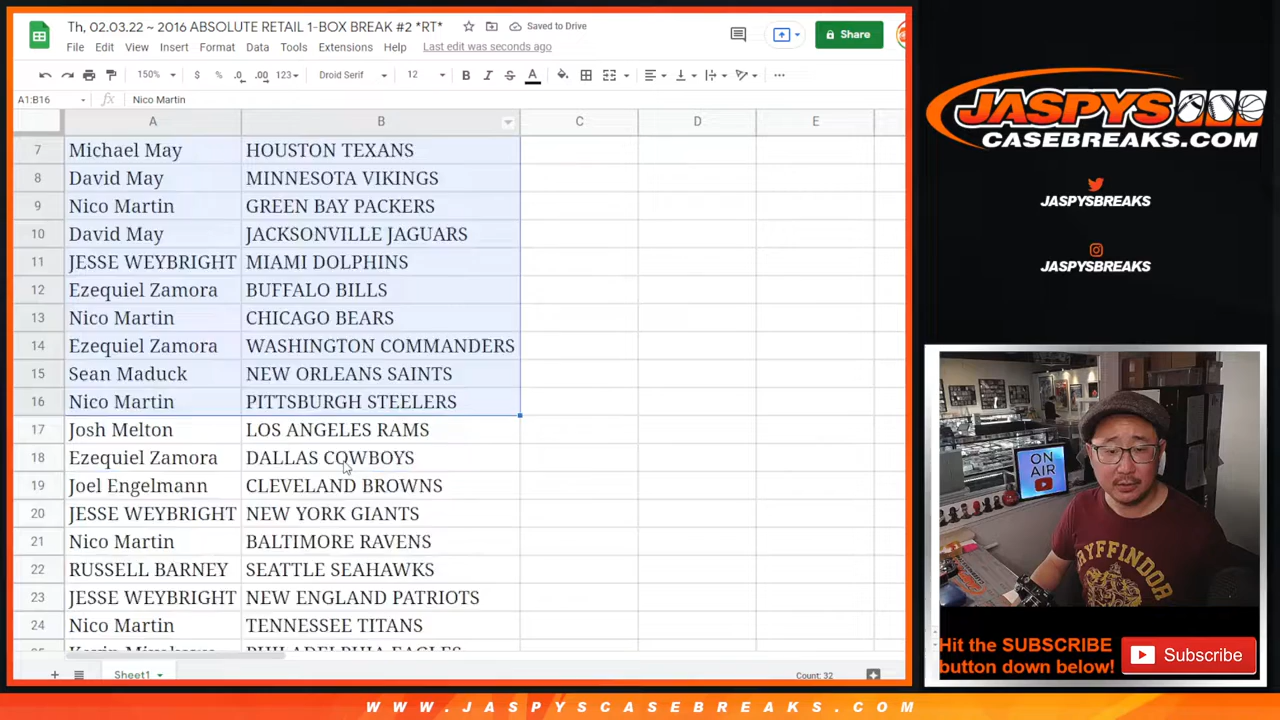 Th, 02.03.22 ~ 2016 ABSOLUTE RETAIL 1-BOX BREAK #2 *RT*
Saved to Drive
File Edit View Insert Format Data Tools Extensions Help Last edit was seconds ago
Share
150% $ % .0 .00 123 Droid Serif 12 B I S A
A1:B16 fx Nico Martin
A B C D E
7 Michael May HOUSTON TEXANS
8 David May MINNESOTA VIKINGS
9 Nico Martin GREEN BAY PACKERS
10 David May JACKSONVILLE JAGUARS
11 JESSE WEYBRIGHT MIAMI DOLPHINS
12 Ezequiel Zamora BUFFALO BILLS
13 Nico Martin CHICAGO BEARS
14 Ezequiel Zamora WASHINGTON COMMANDERS
15 Sean Maduck NEW ORLEANS SAINTS
16 Nico Martin PITTSBURGH STEELERS
17 Josh Melton LOS ANGELES RAMS
18 Ezequiel Zamora DALLAS COWBOYS
19 Joel Engelmann CLEVELAND BROWNS
20 JESSE WEYBRIGHT NEW YORK GIANTS
21 Nico Martin BALTIMORE RAVENS
22 RUSSELL BARNEY SEATTLE SEAHAWKS
23 JESSE WEYBRIGHT NEW ENGLAND PATRIOTS
24 Nico Martin TENNESSEE TITANS
PHILADELPHIA EAGLES
Sheet1
Count: 32
JASPYS
CASEBREAKS.COM
JASPYSBREAKS
JASPYSBREAKS
ON AIR
GRYFFINDOR
Hit the SUBSCRIBE
button down below!
Subscribe
WWW.JASPYSCASEBREAKS.COM